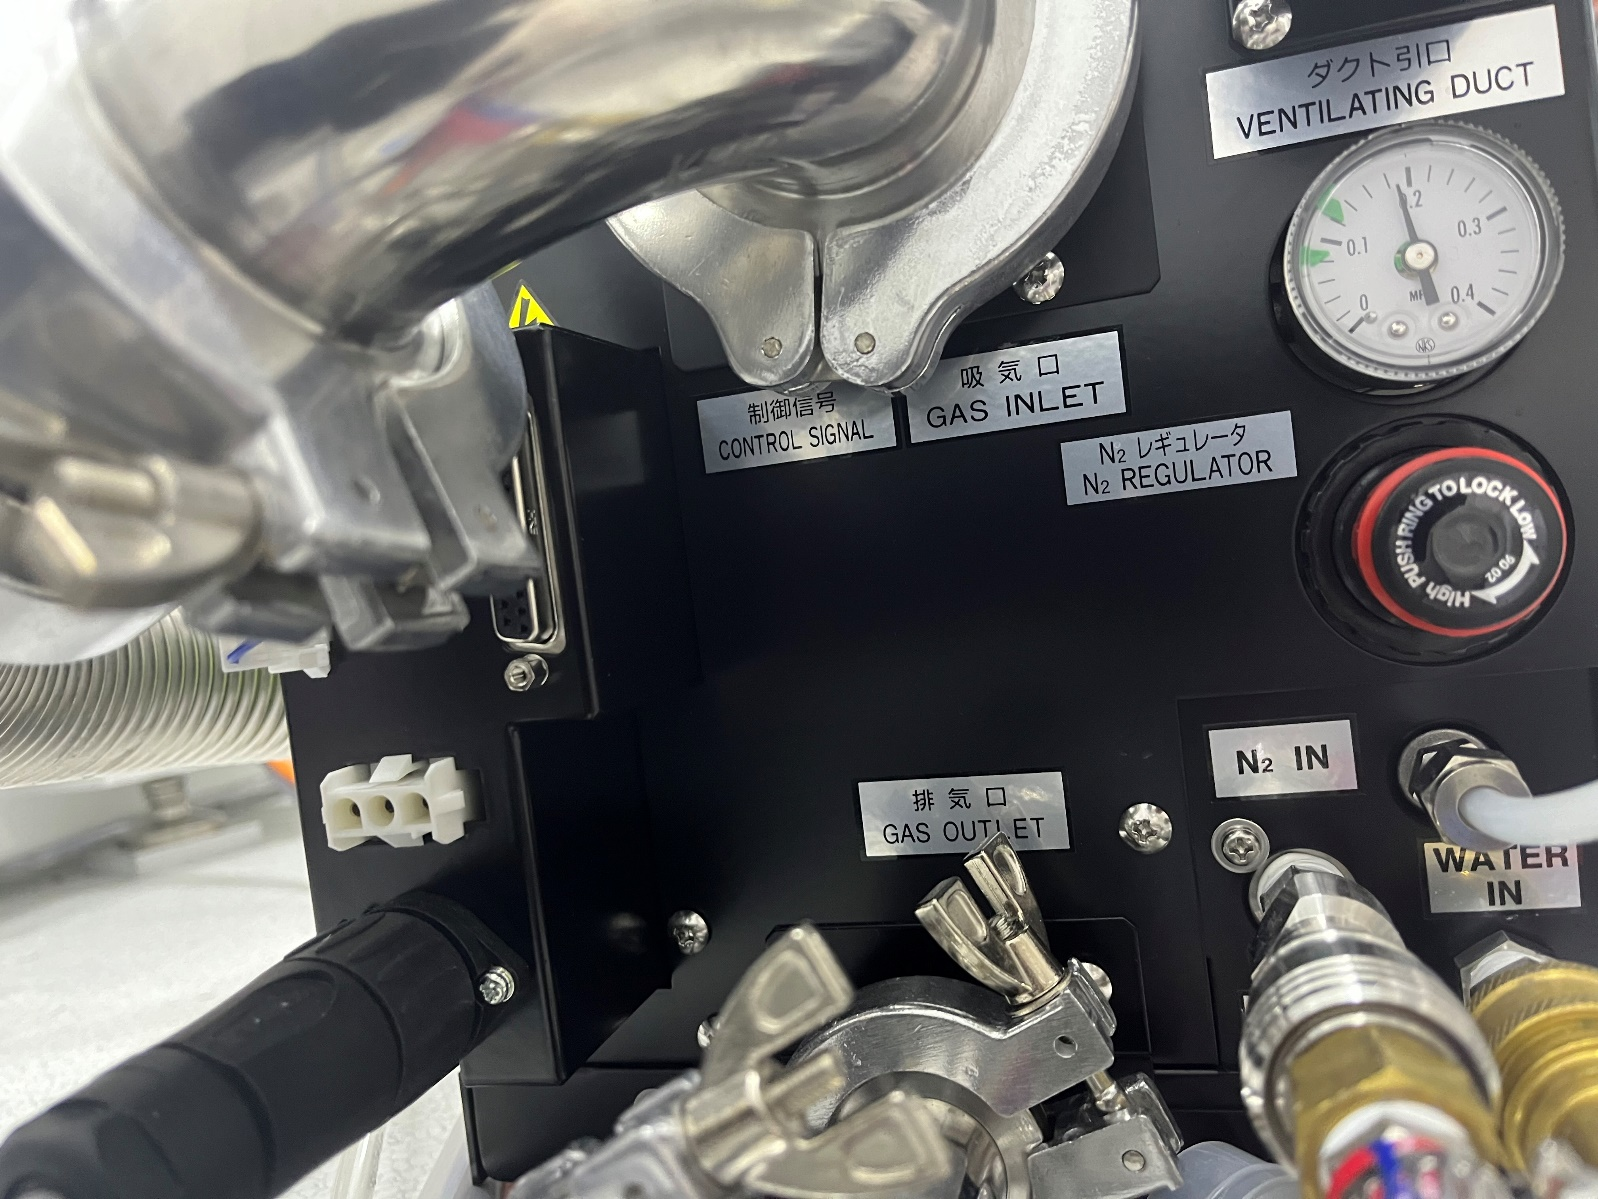 ダクト引口
VENTILATING DUCT
0
0.1
0.2
0.3
0.4
NKS
吸気口
GAS INLET
制御信号
CONTROL SIGNAL
N2 レギュレータ
N2 REGULATOR
High PUSH RING TO LOCK Low
N2 IN
排気口
GAS OUTLET
WATER
IN